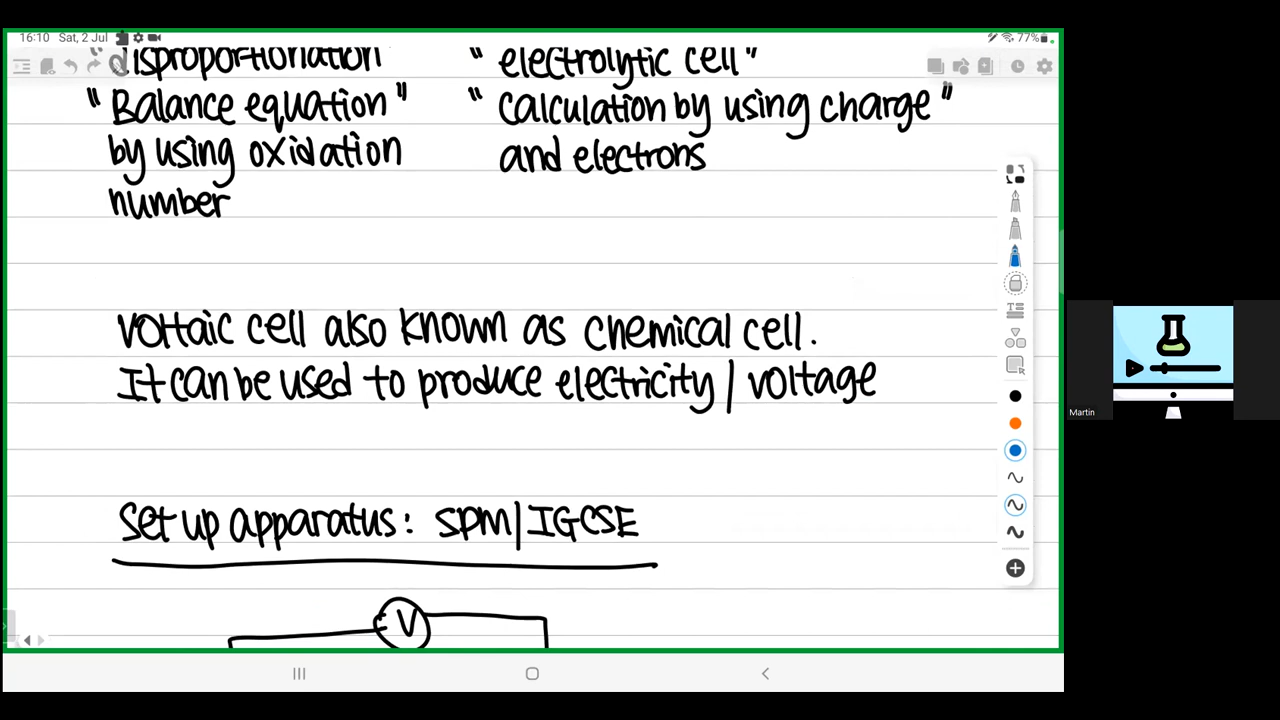 16:10 Sat, 2 Jul
77%
disproportionation
"Balance equation"
by using oxidation
number
"electrolytic cell"
"calculation by using charge"
and electrons
Voltaic cell also known as chemical cell.
It can be used to produce electricity / voltage
Set up apparatus: SPM/IGCSE
V
Martin